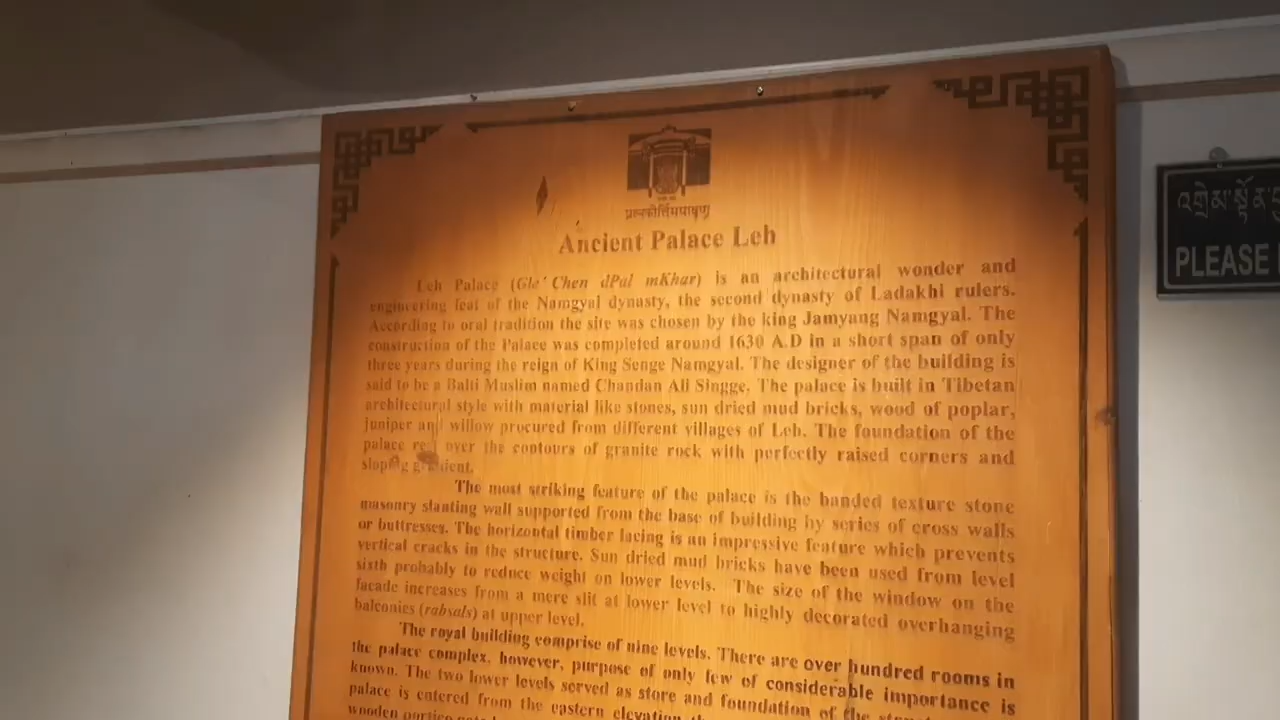 प्रत्नकीर्तिमपावृणु
Ancient Palace Leh
Leh Palace (Gle' Chen dPal mKhar) is an architectural wonder and
engineering feat of the Namgyal dynasty, the second dynasty of Ladakhi rulers.
According to oral tradition the site was chosen by the king Jamyang Namgyal. The
construction of the Palace was completed around 1630 A.D in a short span of only
three years during the reign of King Senge Namgyal. The designer of the building is
said to be a Balti Muslim named Chandan Ali Singge. The palace is built in Tibetan
architectural style with material like stones, sun dried mud bricks, wood of poplar,
juniper and willow procured from different villages of Leh. The foundation of the
palace over the contours of granite rock with perfectly raised corners and
sloping gradient.
The most striking feature of the palace is the banded texture stone
masonry slanting wall supported from the base of building by series of cross walls
or buttresses. The horizontal timber lacing is an impressive feature which prevents
vertical cracks in the structure. Sun dried mud bricks have been used from level
sixth probably to reduce weight on lower levels. The size of the window on the
facade increases from a mere slit at lower level to highly decorated overhanging
balconies (rabsals) at upper level.
The royal building comprise of nine levels. There are over hundred rooms in
the palace complex, however, purpose of only few of considerable importance is
known. The two lower levels served as store and foundation of the
palace is entered from the eastern elevation
wooden portico
འགྲེམ་སྟོན་
PLEASE